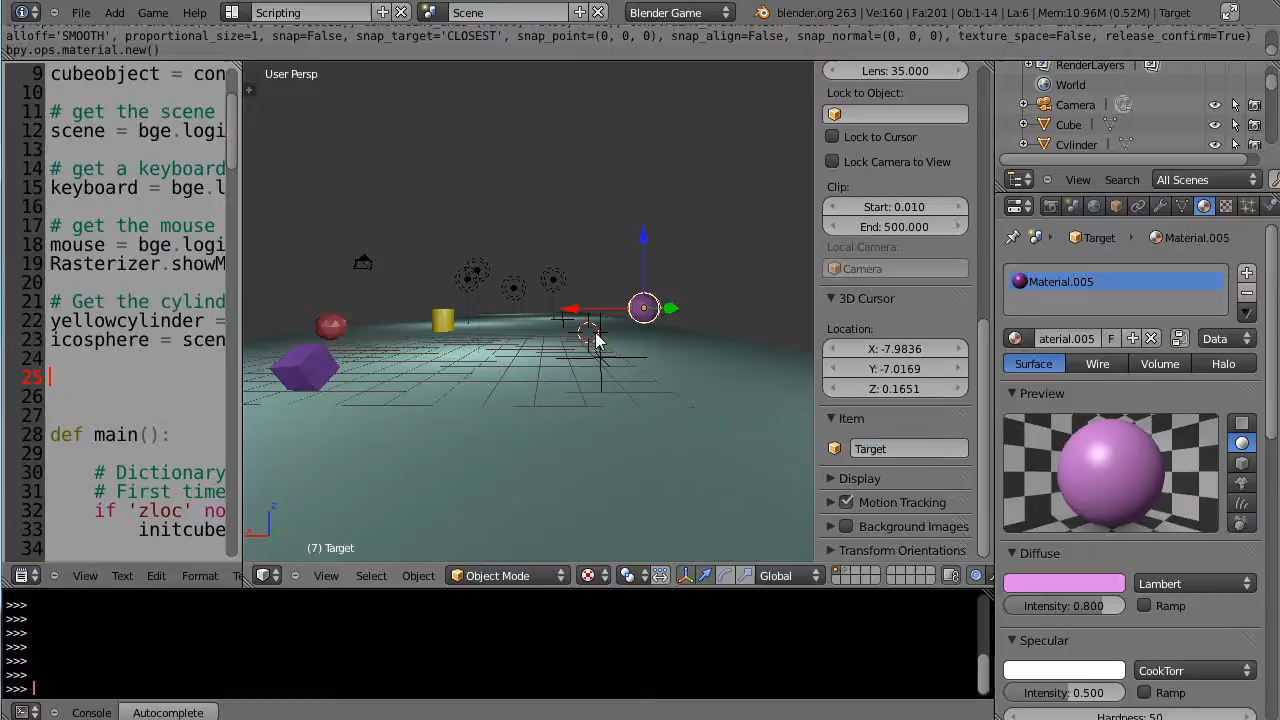 File Add Game Help Scripting Scene Blender Game blender.org 263 | Ve:160 | Fa:201 | Ob:1-14 | La:6 | Mem:10.96M (0.52M) | Target
alloff='SMOOTH', proportional_size=1, snap=False, snap_target='CLOSEST', snap_point=(0, 0, 0), snap_align=False, snap_normal=(0, 0, 0), texture_space=False, release_confirm=True)
bpy.ops.material.new()
9 cubeobject = con
10
11 # get the scene
12 scene = bge.logi
13
14 # get a keyboard
15 keyboard = bge.l
16
17 # get the mouse
18 mouse = bge.logi
19 Rasterizer.showM
20
21 # Get the cylind
22 yellowcylinder =
23 icosphere = scen
24
25
26
27
28 def main():
29
30 # Dictionary
31 # First time
32 if 'zloc' no
33 initcube
34
View Text Edit Format Te
User Persp
(7) Target
View Select Object Object Mode Global
Lens: 35.000
Lock to Object:
Lock to Cursor
Lock Camera to View
Clip:
Start: 0.010
End: 500.000
Local Camera:
Camera
3D Cursor
Location:
X: -7.9836
Y: -7.0169
Z: 0.1651
Item
Target
Display
Motion Tracking
Background Images
Transform Orientations
RenderLayers
World
Camera
Cube
Cylinder
View Search All Scenes
Target Material.005
Material.005
aterial.005 F Data
Surface Wire Volume Halo
Preview
Diffuse
Lambert
Intensity: 0.800 Ramp
Specular
CookTorr
Intensity: 0.500 Ramp
Hardness: 50
>>>
>>>
>>>
>>>
>>>
>>>
>>>
Console Autocomplete